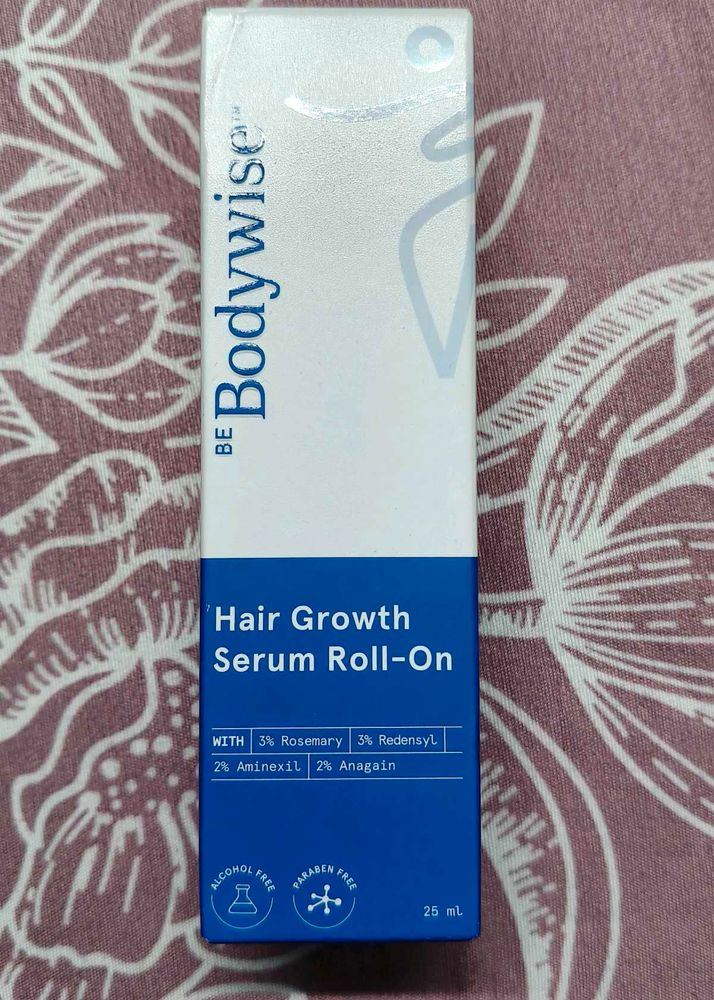 BE Bodywise™
Hair Growth
Serum Roll-On
WITH 3% Rosemary 3% Redensyl
2% Aminexil 2% Anagain
ALCOHOL FREE
PARABEN FREE
25 ml